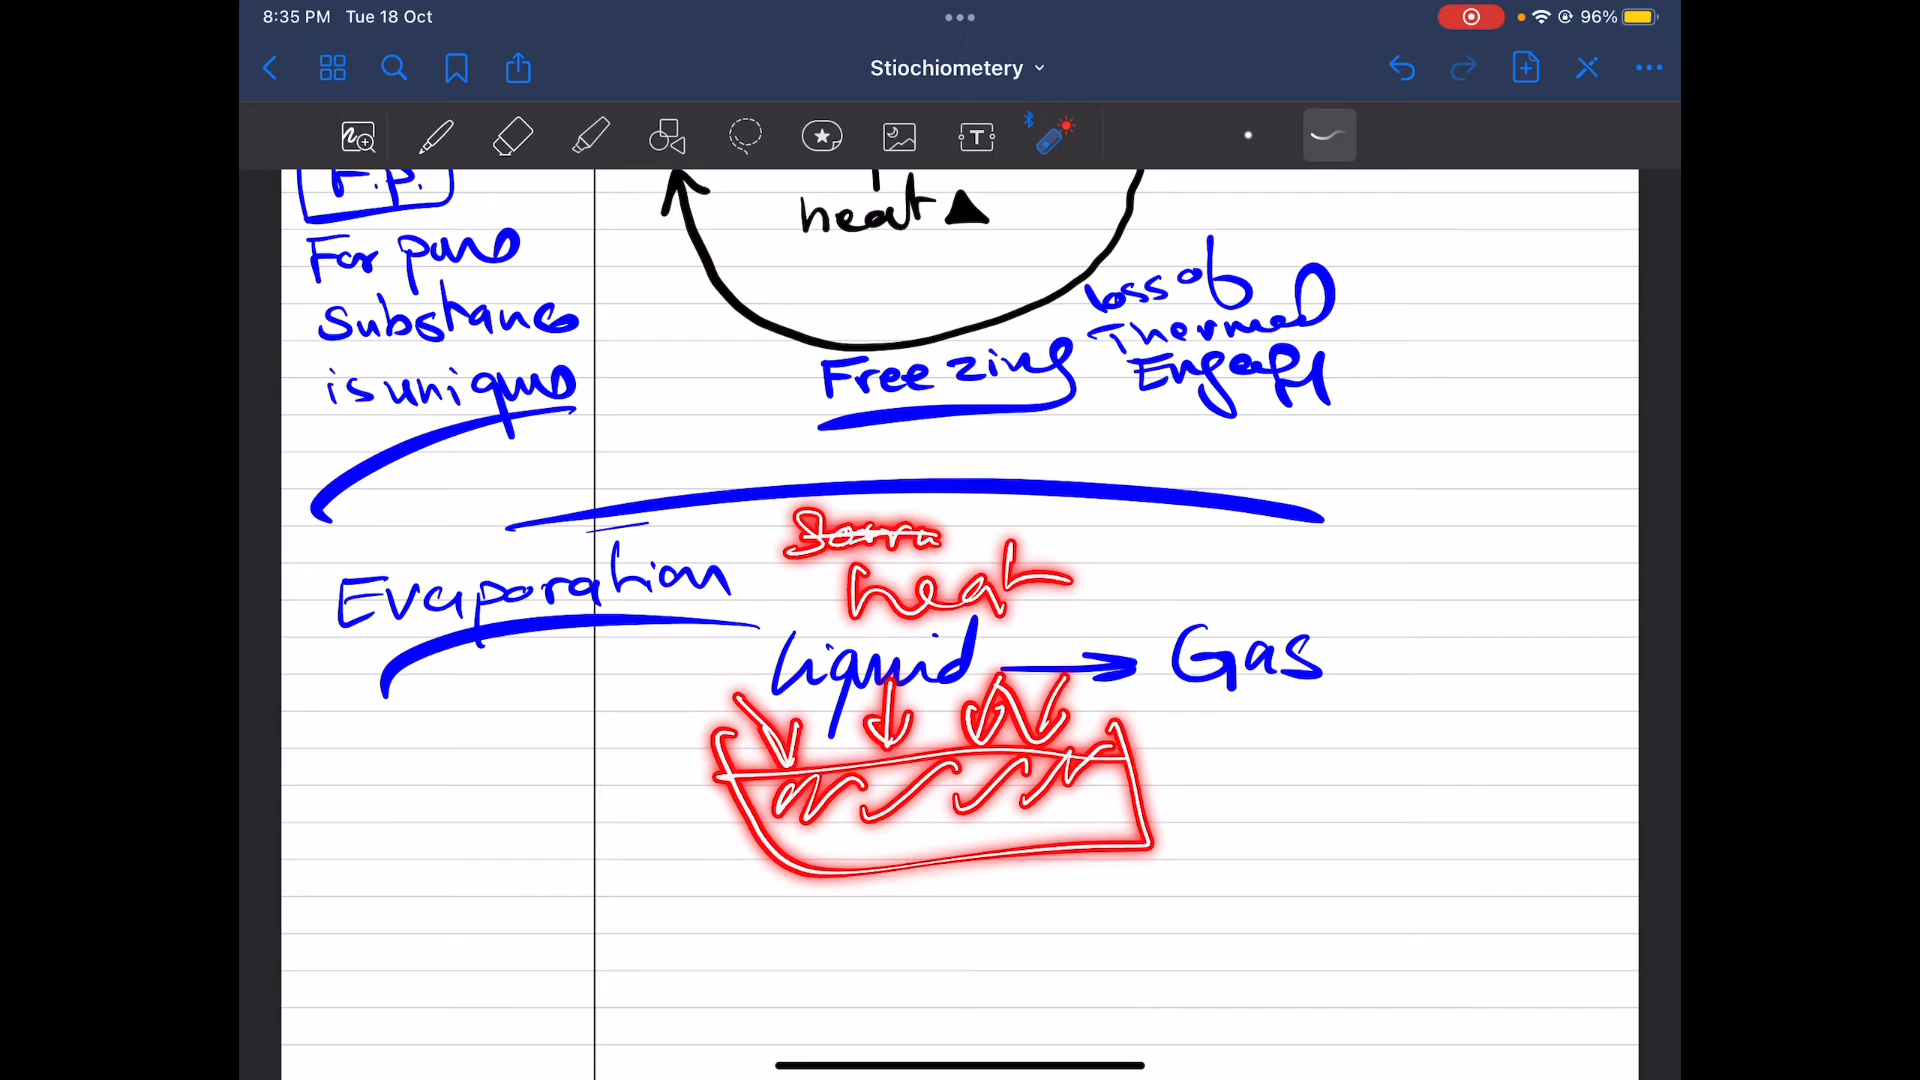 8:35 PM Tue 18 Oct
96%
Stiochiometery
T
F.P.
heat
For pure
substance
is unique
loss of
Thermal
Freezing
Evaporation
heat
Liquid → Gas